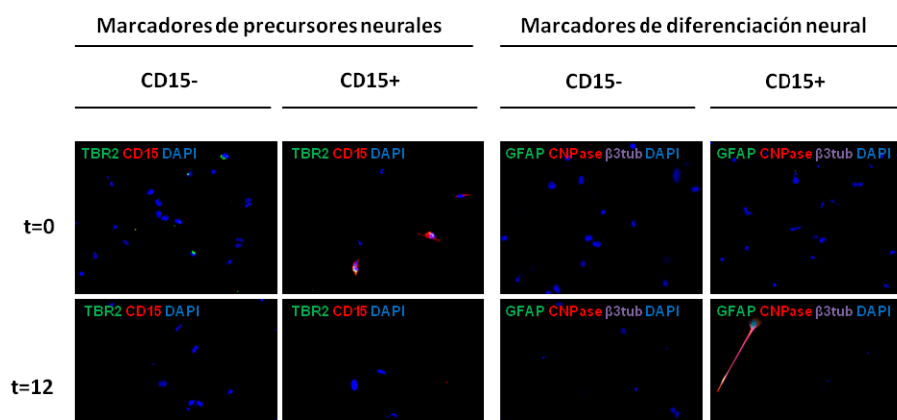 Marcadores de precursores neurales
Marcadores de diferenciación neural
CD15-
CD15+
CD15-
CD15+
t=0
TBR2 CD15 DAPI
TBR2 CD15 DAPI
GFAP CNPase β3tub DAPI
GFAP CNPase β3tub DAPI
t=12
TBR2 CD15 DAPI
TBR2 CD15 DAPI
GFAP CNPase β3tub DAPI
GFAP CNPase β3tub DAPI